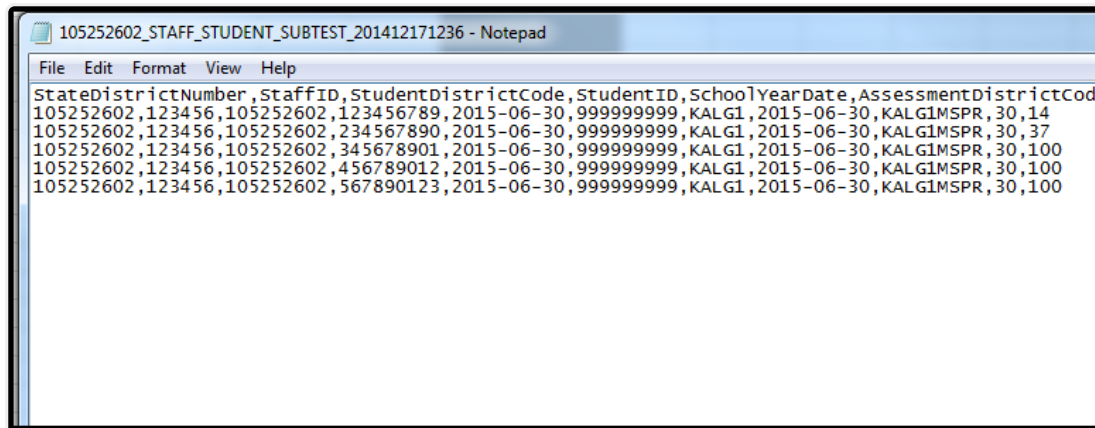 105252602_STAFF_STUDENT_SUBTEST_201412171236 - Notepad
File Edit Format View Help
StateDistrictNumber,StaffID,StudentDistrictCode,StudentID,SchoolYearDate,AssessmentDistrictCod
105252602,123456,105252602,123456789,2015-06-30,999999999,KALG1,2015-06-30,KALG1MSPR,30,14
105252602,123456,105252602,234567890,2015-06-30,999999999,KALG1,2015-06-30,KALG1MSPR,30,37
105252602,123456,105252602,345678901,2015-06-30,999999999,KALG1,2015-06-30,KALG1MSPR,30,100
105252602,123456,105252602,456789012,2015-06-30,999999999,KALG1,2015-06-30,KALG1MSPR,30,100
105252602,123456,105252602,567890123,2015-06-30,999999999,KALG1,2015-06-30,KALG1MSPR,30,100